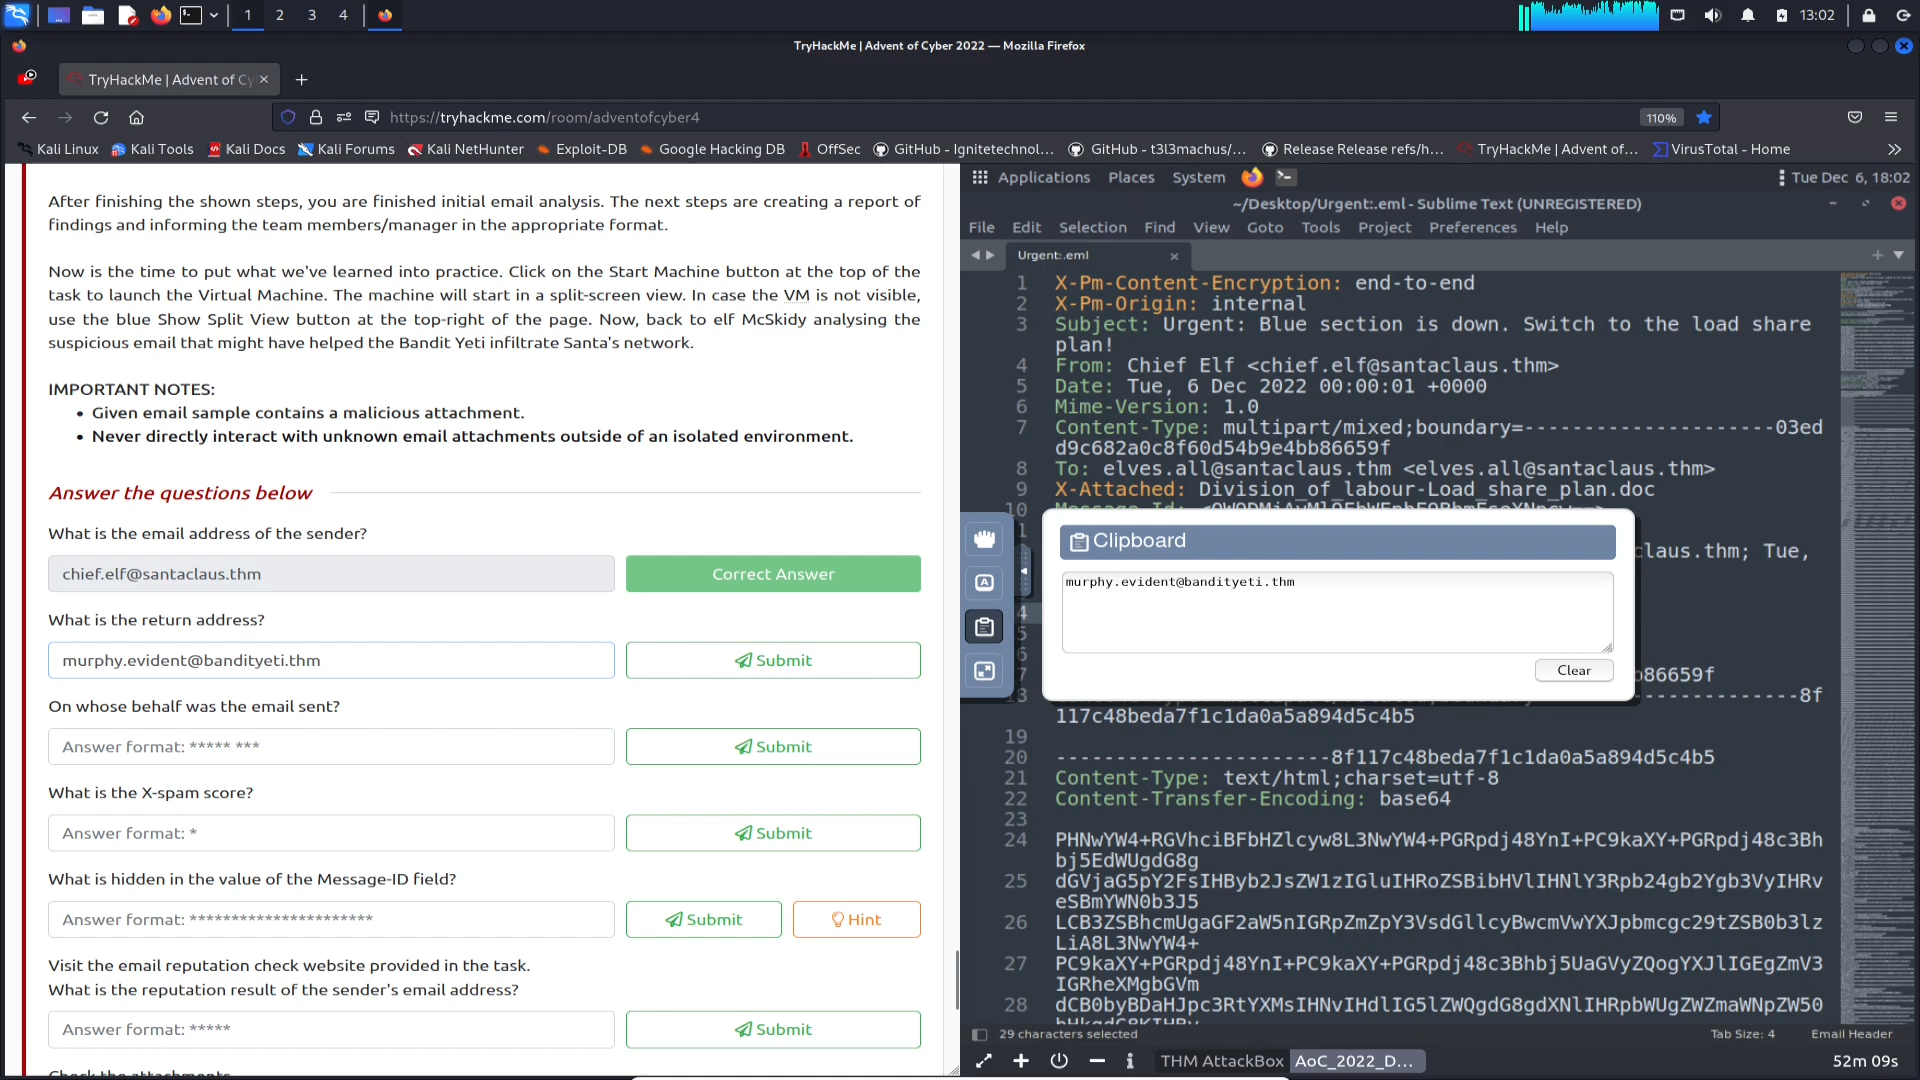 1
2
3
4
13:02
TryHackMe | Advent of Cyber 2022 — Mozilla Firefox
TryHackMe | Advent of Cy
https://tryhackme.com/room/adventofcyber4
110%
Kali Linux
Kali Tools
Kali Docs
Kali Forums
Kali NetHunter
Exploit-DB
Google Hacking DB
OffSec
GitHub - Ignitetechnol...
GitHub - t3l3machus/...
Release Release refs/h...
TryHackMe | Advent of...
VirusTotal - Home
After finishing the shown steps, you are finished initial email analysis. The next steps are creating a report of
findings and informing the team members/manager in the appropriate format.
Now is the time to put what we've learned into practice. Click on the Start Machine button at the top of the
task to launch the Virtual Machine. The machine will start in a split-screen view. In case the VM is not visible,
use the blue Show Split View button at the top-right of the page. Now, back to elf McSkidy analysing the
suspicious email that might have helped the Bandit Yeti infiltrate Santa's network.
IMPORTANT NOTES:
• Given email sample contains a malicious attachment.
• Never directly interact with unknown email attachments outside of an isolated environment.
Answer the questions below
What is the email address of the sender?
chief.elf@santaclaus.thm
Correct Answer
What is the return address?
murphy.evident@bandityeti.thm
Submit
On whose behalf was the email sent?
Answer format: ***** ***
Submit
What is the X-spam score?
Answer format: *
Submit
What is hidden in the value of the Message-ID field?
Answer format: **********************
Submit
Hint
Visit the email reputation check website provided in the task.
What is the reputation result of the sender's email address?
Answer format: *****
Submit
Applications Places System
Tue Dec 6, 18:02
~/Desktop/Urgent:.eml - Sublime Text (UNREGISTERED)
File Edit Selection Find View Goto Tools Project Preferences Help
Urgent:.eml
1 X-Pm-Content-Encryption: end-to-end
2 X-Pm-Origin: internal
3 Subject: Urgent: Blue section is down. Switch to the load share
plan!
4 From: Chief Elf <chief.elf@santaclaus.thm>
5 Date: Tue, 6 Dec 2022 00:00:01 +0000
6 Mime-Version: 1.0
7 Content-Type: multipart/mixed;boundary=---------------------03ed
d9c682a0c8f60d54b9e4bb86659f
8 To: elves.all@santaclaus.thm <elves.all@santaclaus.thm>
9 X-Attached: Division_of_labour-Load_share_plan.doc
10
claus.thm; Tue,
Clipboard
murphy.evident@bandityeti.thm
Clear
86659f
---------------8f
117c48beda7f1c1da0a5a894d5c4b5
19
20 -----------------------8f117c48beda7f1c1da0a5a894d5c4b5
21 Content-Type: text/html;charset=utf-8
22 Content-Transfer-Encoding: base64
23
24 PHNwYW4+RGVhciBFbHZlcyw8L3NwYW4+PGRpdj48YnI+PC9kaXY+PGRpdj48c3Bh
bj5EdWUgdG8g
25 dGVjaG5pY2FsIHByb2JsZW1zIGluIHRoZSBibHVlIHNlY3Rpb24gb2Ygb3VyIHRv
eSBmYWN0b3J5
26 LCB3ZSBhcmUgaGF2aW5nIGRpZmZpY3VsdGllcyBwcmVwYXJpbmcgc29tZSB0b3lz
LiA8L3NwYW4+
27 PC9kaXY+PGRpdj48YnI+PC9kaXY+PGRpdj48c3Bhbj5UaGVyZQogYXJlIGEgZmV3
IGRheXMgbGVm
28 dCB0byBDaHJpc3RtYXMsIHNvIHdlIG5lZWQgdG8gdXNlIHRpbWUgZWZmaWNpZW50
29 characters selected
Tab Size: 4
Email Header
THM AttackBox
AoC_2022_D...
52m 09s